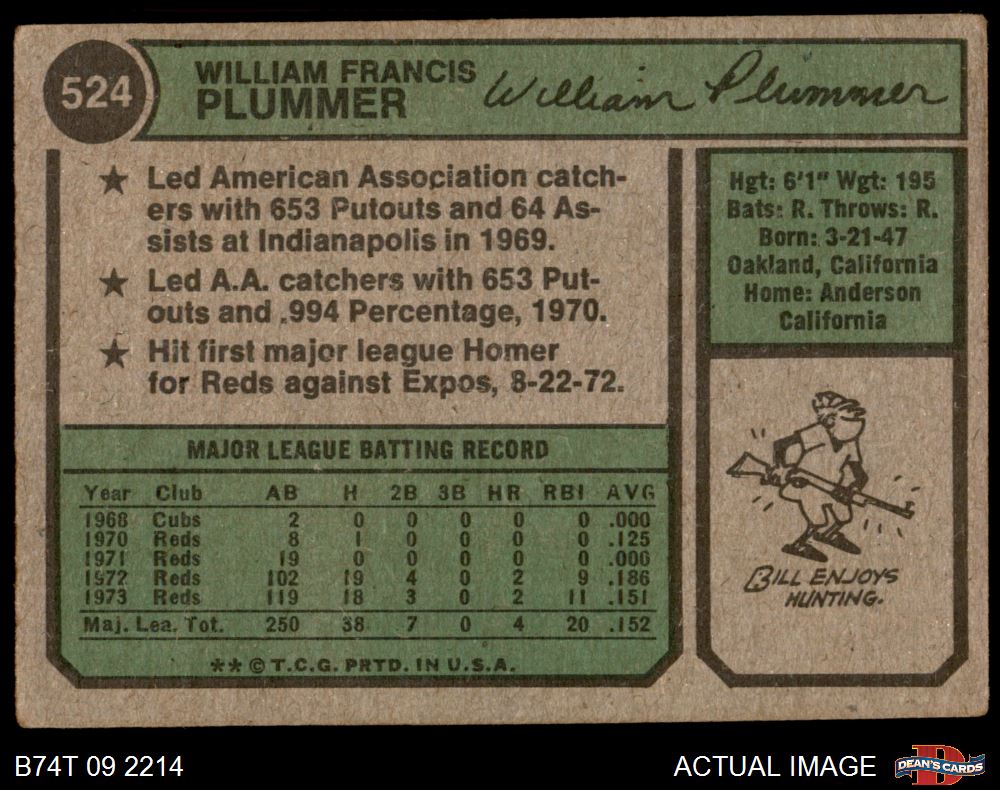 524
WILLIAM FRANCIS
PLUMMER
William Plummer
★ Led American Association catch-
ers with 653 Putouts and 64 As-
sists at Indianapolis in 1969.
★ Led A.A. catchers with 653 Put-
outs and .994 Percentage, 1970.
★ Hit first major league Homer
for Reds against Expos, 8-22-72.
Hgt: 6'1" Wgt: 195
Bats: R. Throws: R.
Born: 3-21-47
Oakland, California
Home: Anderson
California
MAJOR LEAGUE BATTING RECORD
Year Club AB H 2B 3B HR RBI AVG
1968 Cubs 2 0 0 0 0 0 .000
1970 Reds 8 1 0 0 0 0 .125
1971 Reds 19 0 0 0 0 0 .000
1972 Reds 102 19 4 0 2 9 .186
1973 Reds 119 18 3 0 2 11 .151
Maj. Lea. Tot. 250 38 7 0 4 20 .152
** © T.C.G. PRTD. IN U.S.A.
BILL ENJOYS
HUNTING.
B74T 09 2214
ACTUAL IMAGE
DEAN'S CARDS